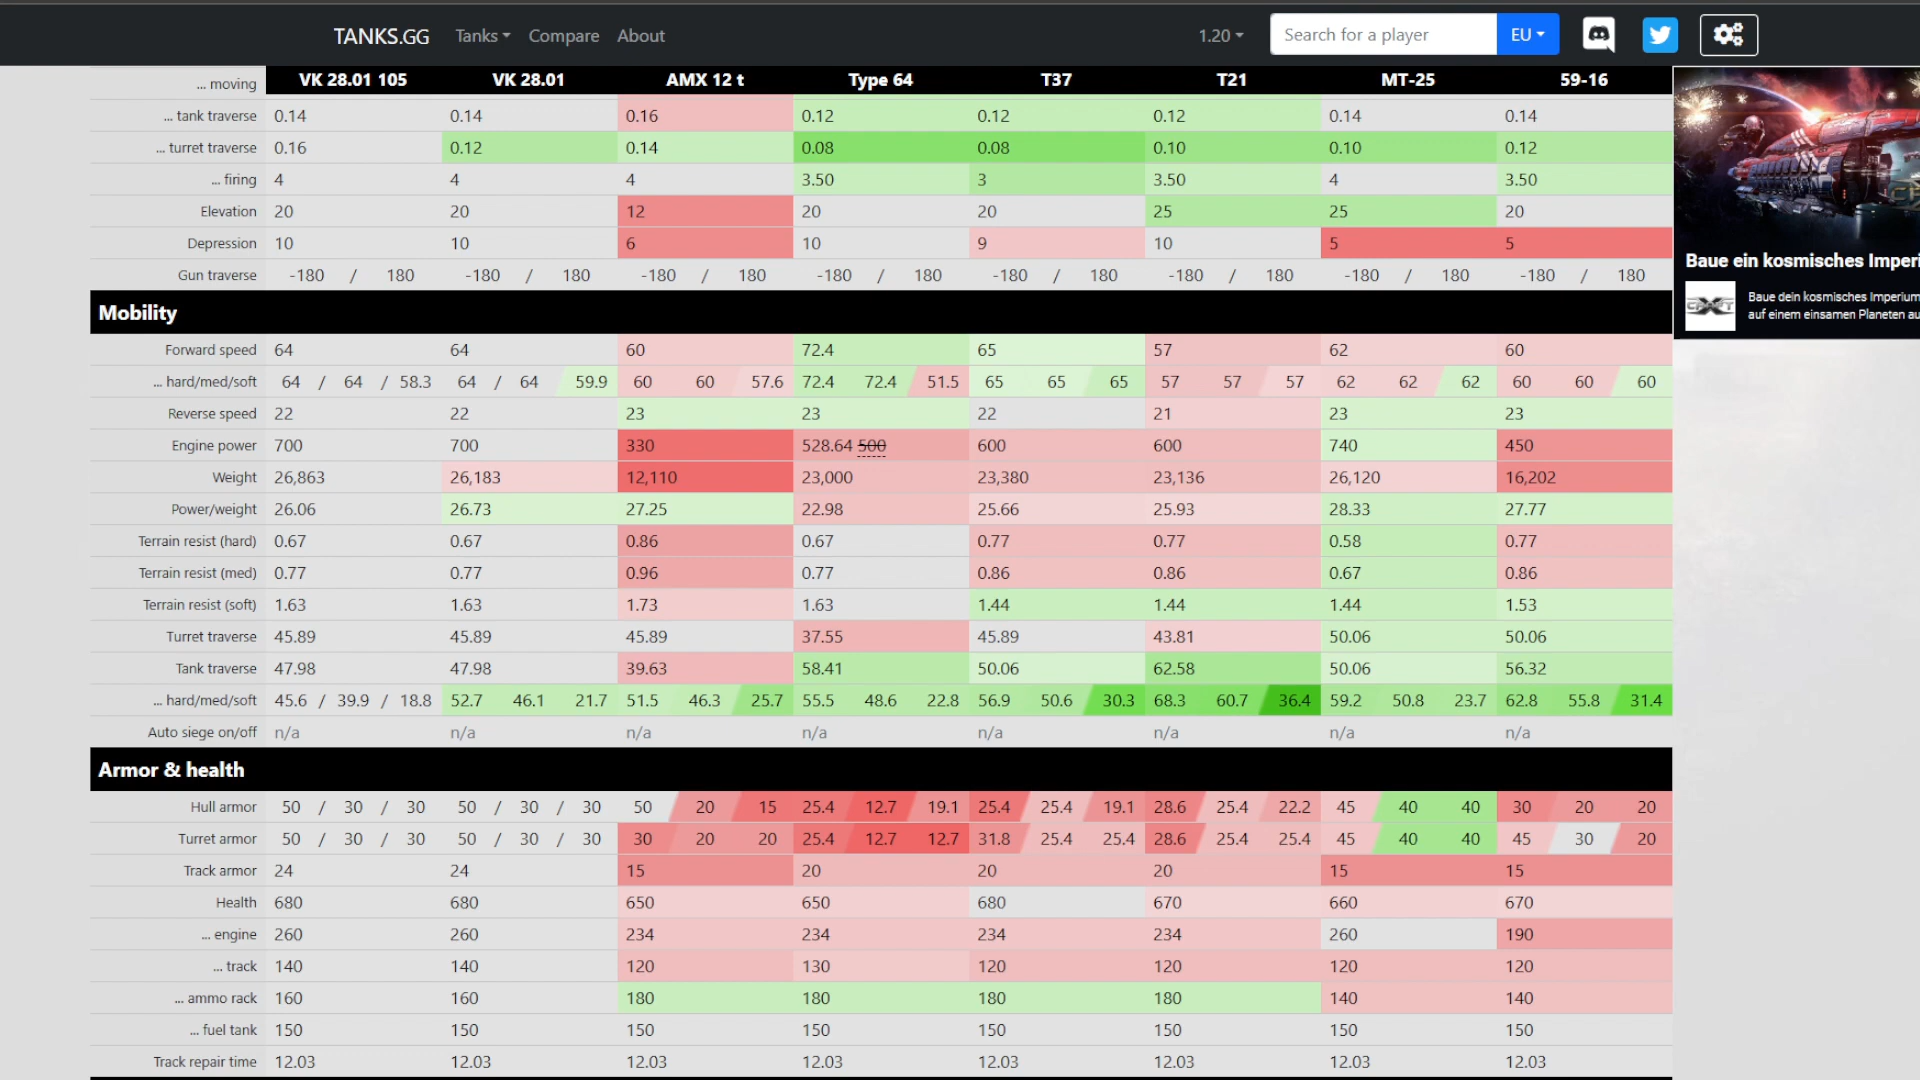 TANKS.GG Tanks Compare About 1.20 Search for a player EU
... moving VK 28.01 105 VK 28.01 AMX 12 t Type 64 T37 T21 MT-25 59-16
... tank traverse 0.14 0.14 0.16 0.12 0.12 0.12 0.14 0.14
... turret traverse 0.16 0.12 0.14 0.08 0.08 0.10 0.10 0.12
... firing 4 4 4 3.50 3 3.50 4 3.50
Elevation 20 20 12 20 20 25 25 20
Depression 10 10 6 10 9 10 5 5
Gun traverse -180 / 180 -180 / 180 -180 / 180 -180 / 180 -180 / 180 -180 / 180 -180 / 180 -180 / 180
Baue ein kosmisches Imperi
Baue dein kosmisches Imperium
auf einem einsamen Planeten au
Mobility
Forward speed 64 64 60 72.4 65 57 62 60
... hard/med/soft 64 / 64 / 58.3 64 / 64 59.9 60 60 57.6 72.4 72.4 51.5 65 65 65 57 57 57 62 62 62 60 60 60
Reverse speed 22 22 23 23 22 21 23 23
Engine power 700 700 330 528.64 500 600 600 740 450
Weight 26,863 26,183 12,110 23,000 23,380 23,136 26,120 16,202
Power/weight 26.06 26.73 27.25 22.98 25.66 25.93 28.33 27.77
Terrain resist (hard) 0.67 0.67 0.86 0.67 0.77 0.77 0.58 0.77
Terrain resist (med) 0.77 0.77 0.96 0.77 0.86 0.86 0.67 0.86
Terrain resist (soft) 1.63 1.63 1.73 1.63 1.44 1.44 1.44 1.53
Turret traverse 45.89 45.89 45.89 37.55 45.89 43.81 50.06 50.06
Tank traverse 47.98 47.98 39.63 58.41 50.06 62.58 50.06 56.32
... hard/med/soft 45.6 / 39.9 / 18.8 52.7 46.1 21.7 51.5 46.3 25.7 55.5 48.6 22.8 56.9 50.6 30.3 68.3 60.7 36.4 59.2 50.8 23.7 62.8 55.8 31.4
Auto siege on/off n/a n/a n/a n/a n/a n/a n/a n/a
Armor & health
Hull armor 50 / 30 / 30 50 / 30 / 30 50 20 15 25.4 12.7 19.1 25.4 25.4 19.1 28.6 25.4 22.2 45 40 40 30 20 20
Turret armor 50 / 30 / 30 50 / 30 / 30 30 20 20 25.4 12.7 12.7 31.8 25.4 25.4 28.6 25.4 25.4 45 40 40 45 30 20
Track armor 24 24 15 20 20 20 15 15
Health 680 680 650 650 680 670 660 670
... engine 260 260 234 234 234 234 260 190
... track 140 140 120 130 120 120 120 120
... ammo rack 160 160 180 180 180 180 140 140
... fuel tank 150 150 150 150 150 150 150 150
Track repair time 12.03 12.03 12.03 12.03 12.03 12.03 12.03 12.03